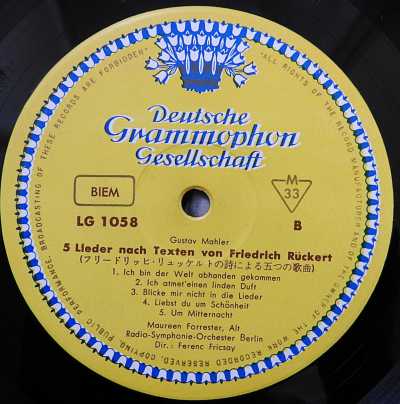 "ALL RIGHTS OF THE RECORD MANUFACTURER AND OF THE OWNER OF THE WORK RECORDED RESERVED. COPYING, PUBLIC PERFORMANCE, BROADCASTING OF THESE RECORDS ARE FORBIDDEN"
Deutsche
Grammophon
Gesellschaft
BIEM
M
33
LG 1058
B
Gustav Mahler
5 Lieder nach Texten von Friedrich Rückert
(フリードリッヒ・リュッケルトの詩による五つの歌曲)
1. Ich bin der Welt abhanden gekommen
2. Ich atmet'einen linden Duft
3. Blicke mir nicht in die Lieder
4. Liebst du um Schönheit
5. Um Mitternacht
Maureen Forrester, Alt
Radio-Symphonie-Orchester Berlin
Dir.: Ferenc Fricsay